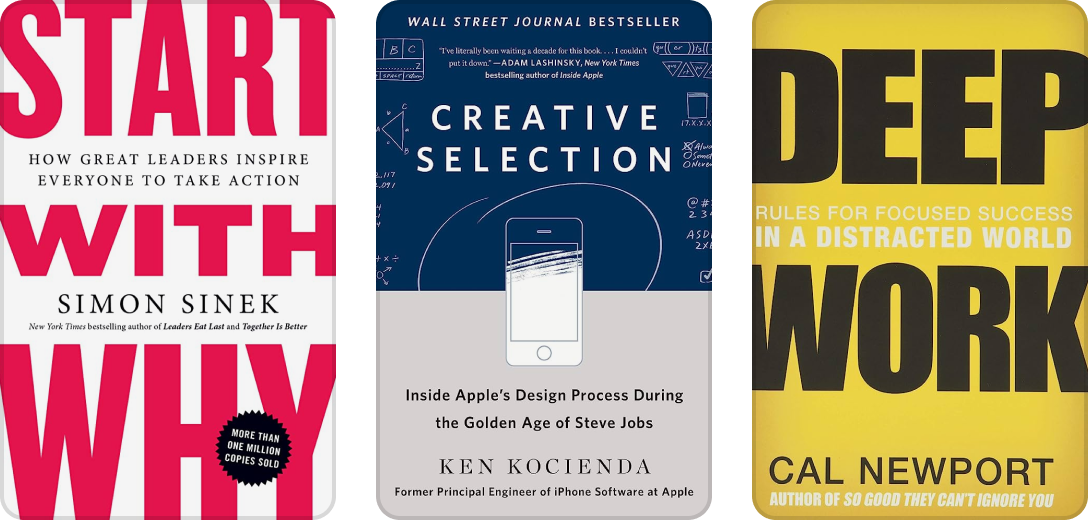 START
HOW GREAT LEADERS INSPIRE
EVERYONE TO TAKE ACTION
WITH
SIMON SINEK
New York Times bestselling author of Leaders Eat Last and Together Is Better
WHY
MORE THAN
ONE MILLION
COPIES SOLD
WALL STREET JOURNAL BESTSELLER
"I've literally been waiting a decade for this book. . . . I couldn't
put it down." —ADAM LASHINSKY, New York Times
bestselling author of Inside Apple
B C
CREATIVE
SELECTION
Inside Apple's Design Process During
the Golden Age of Steve Jobs
KEN KOCIENDA
Former Principal Engineer of iPhone Software at Apple
DEEP
RULES FOR FOCUSED SUCCESS
IN A DISTRACTED WORLD
WORK
CAL NEWPORT
AUTHOR OF SO GOOD THEY CAN'T IGNORE YOU